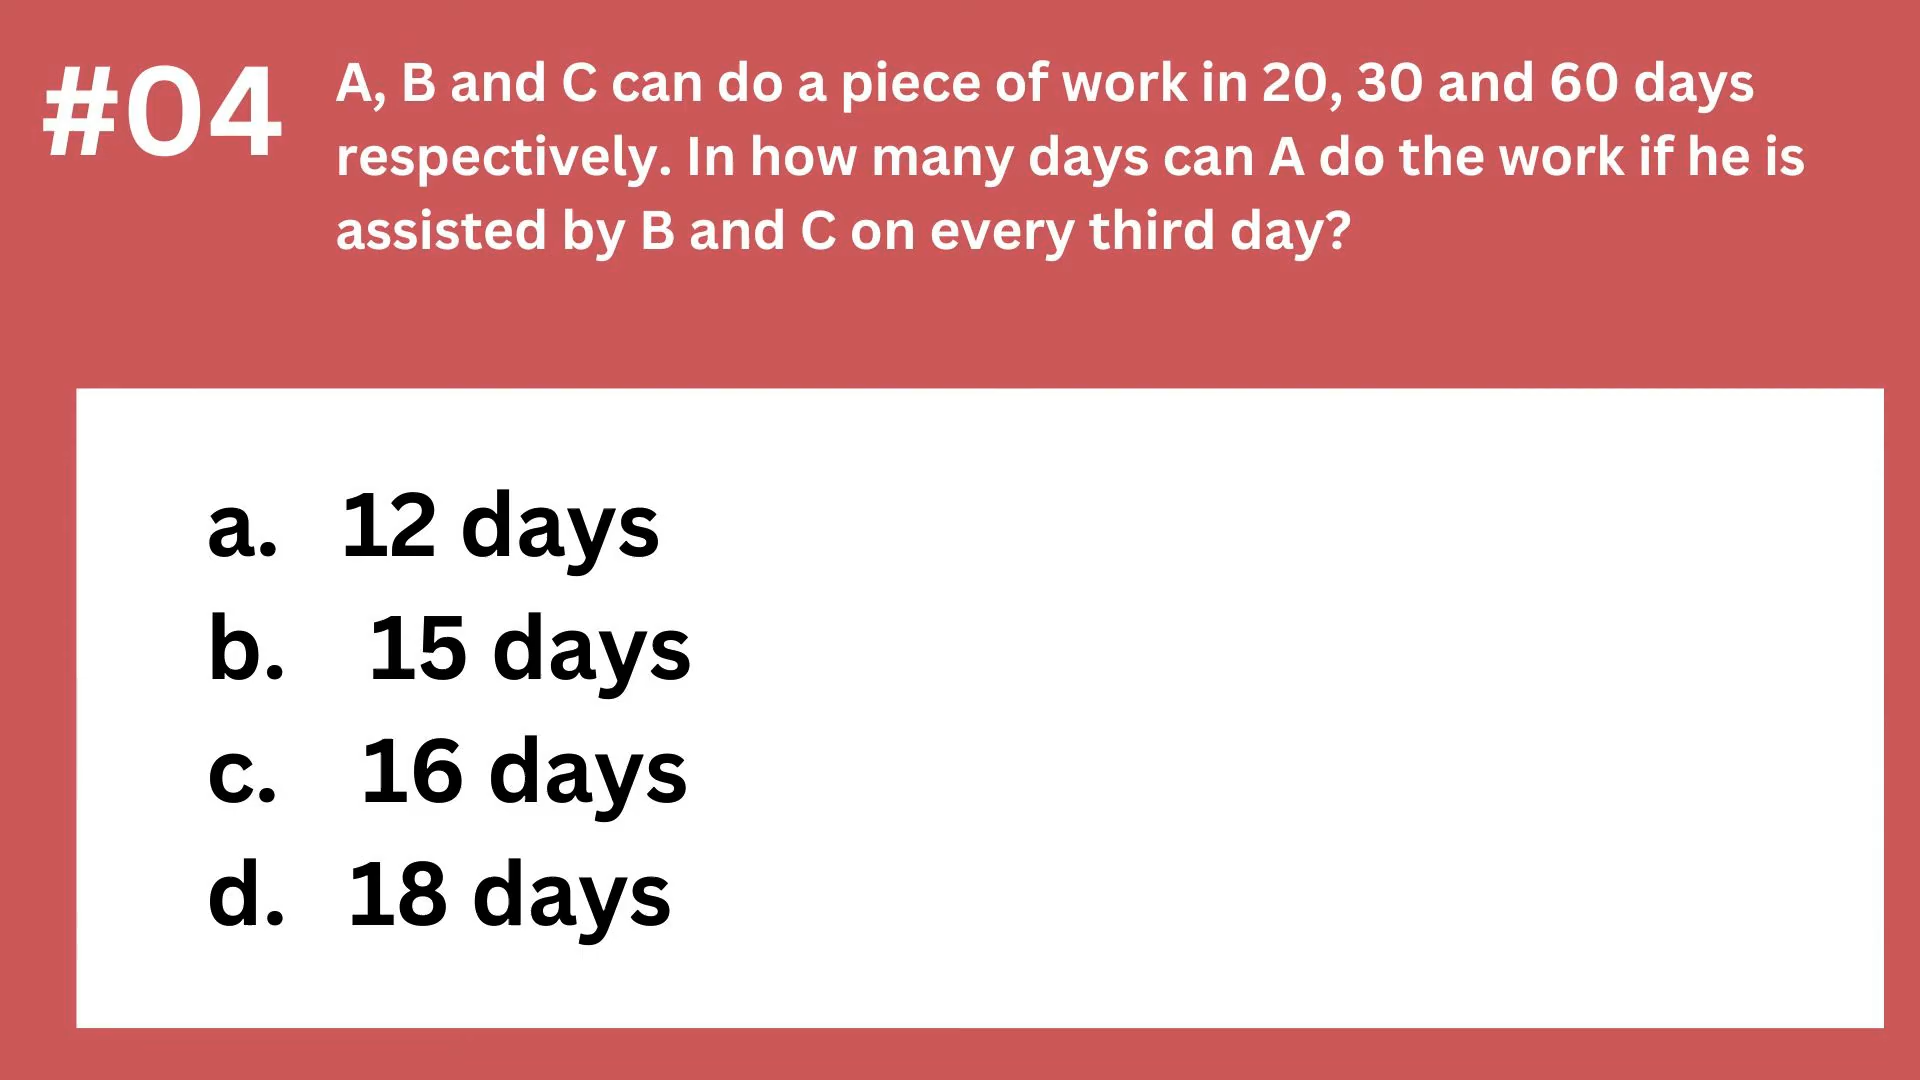 #04
A, B and C can do a piece of work in 20, 30 and 60 days
respectively. In how many days can A do the work if he is
assisted by B and C on every third day?
a. 12 days
b. 15 days
c. 16 days
d. 18 days